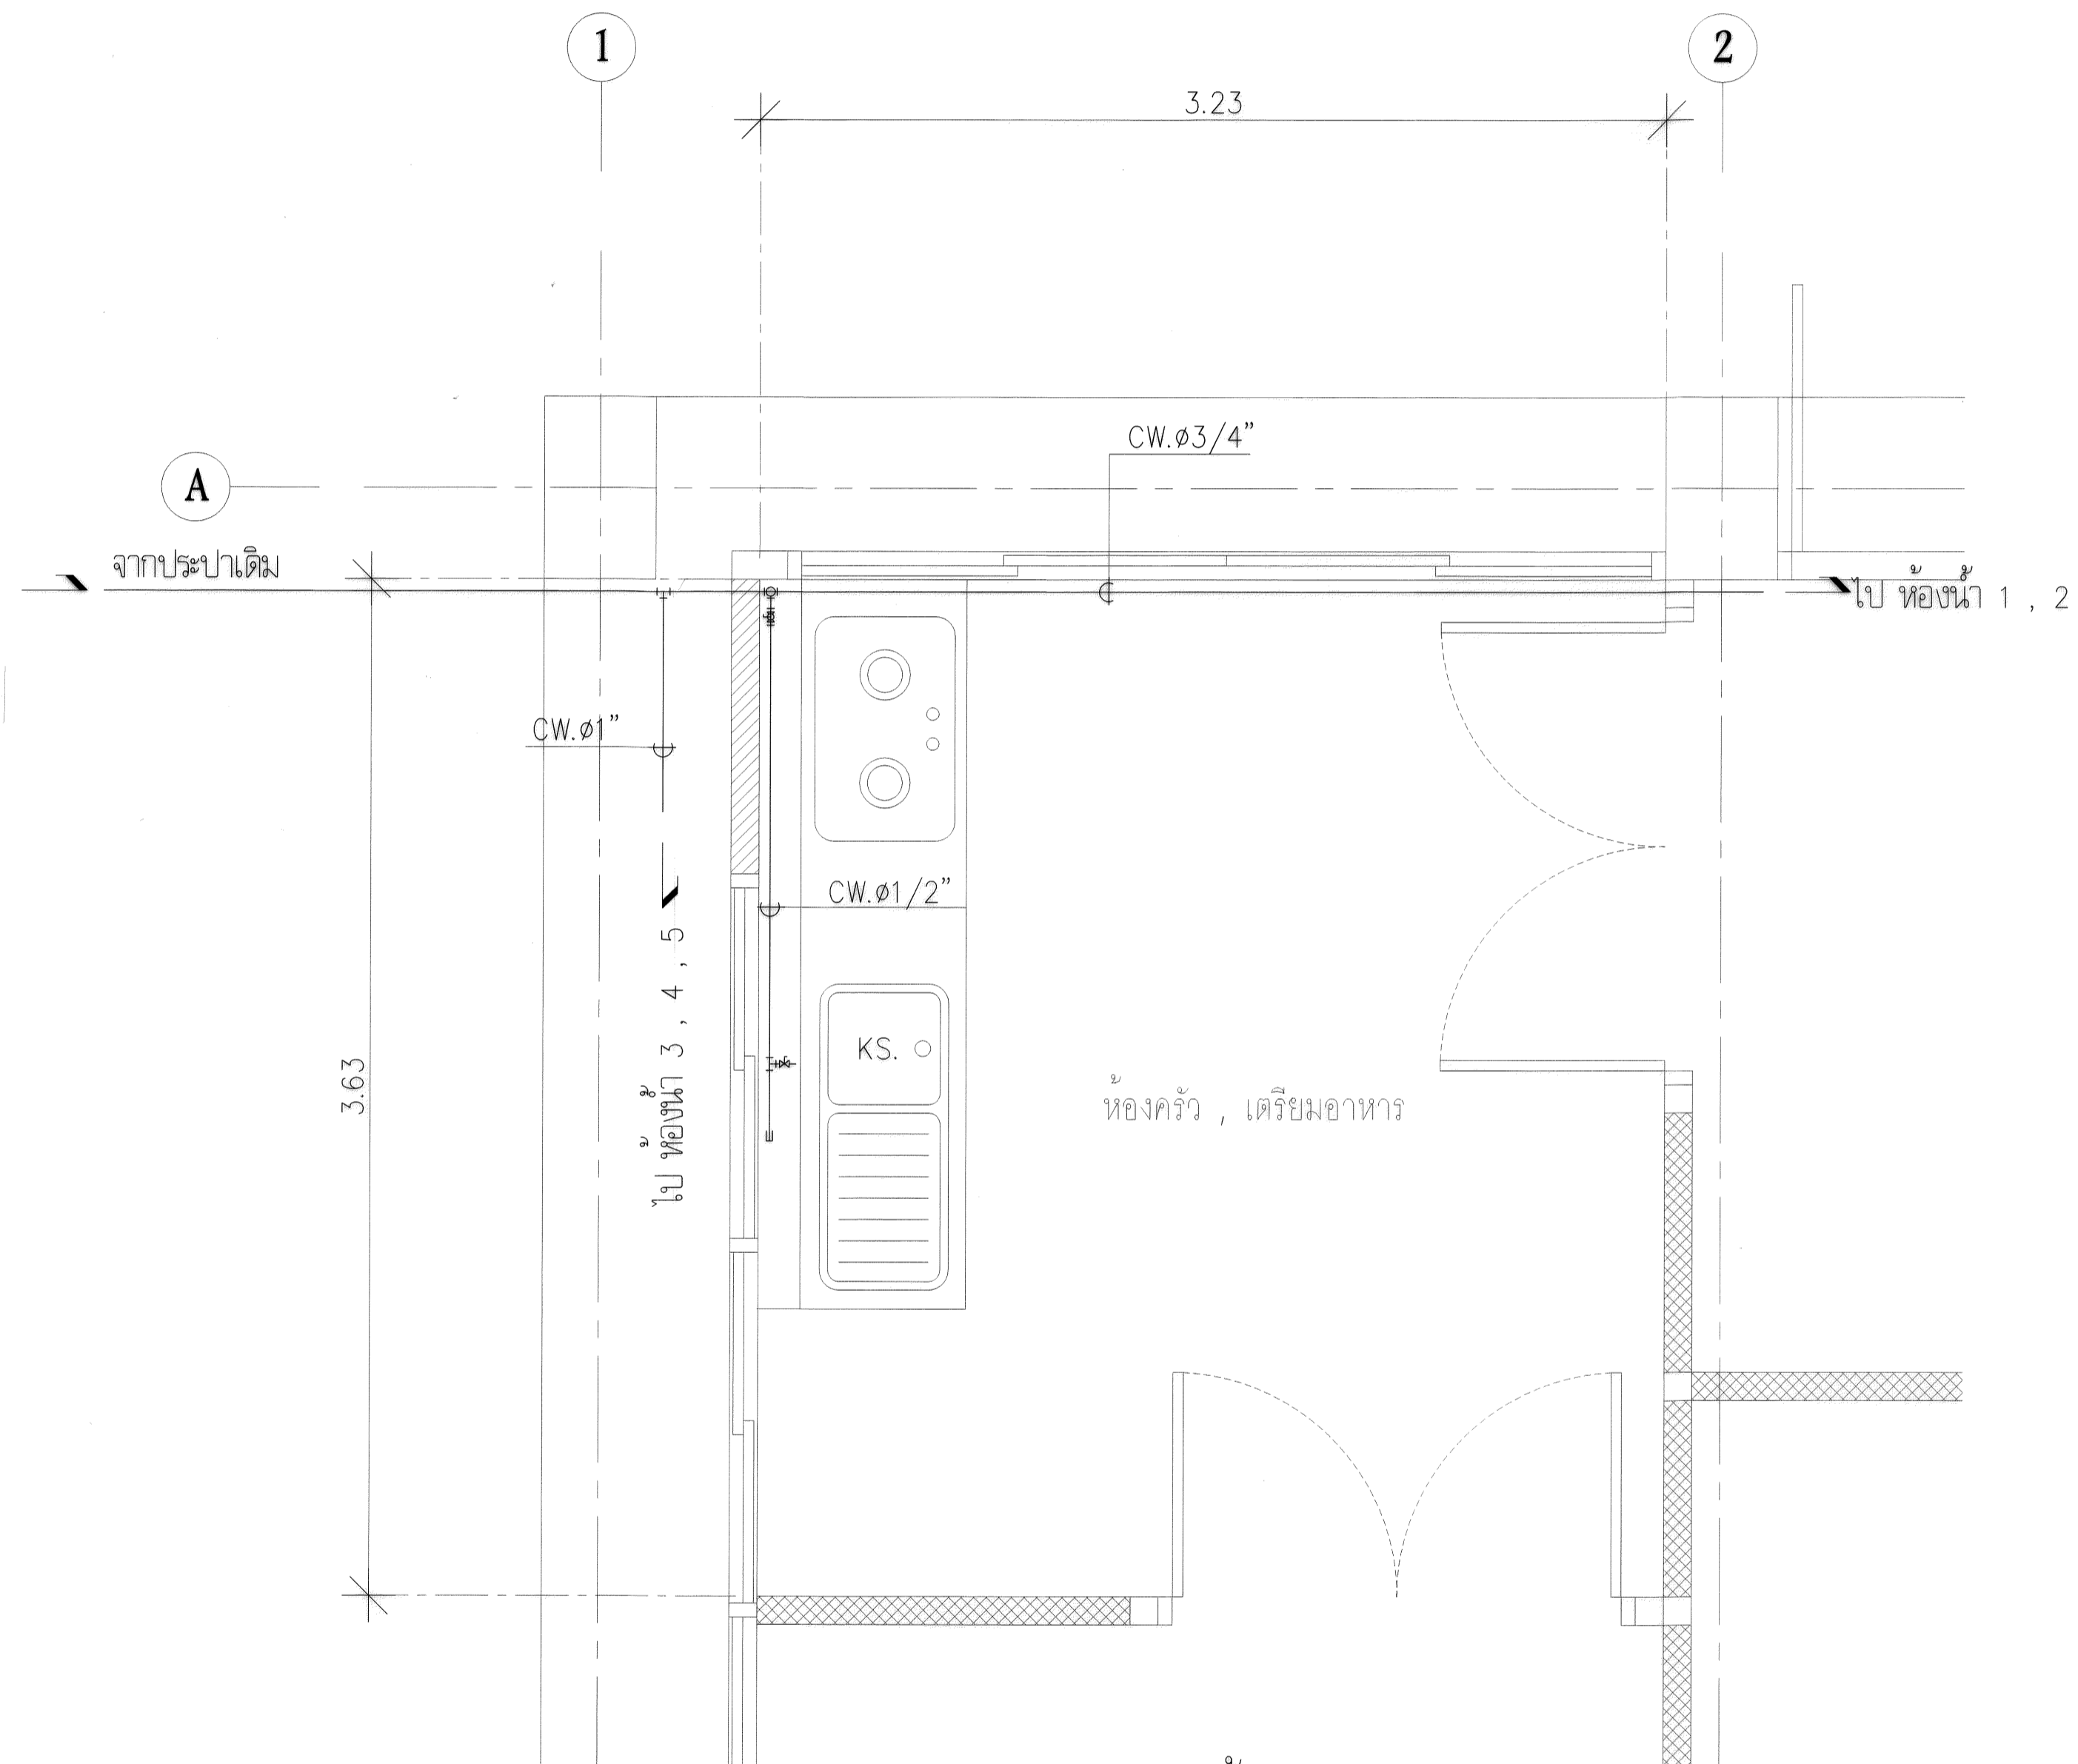 1
2
3.23
CW.ø3/4"
A
จากประปาเดิม
ไป ห้องน้ำ 1 , 2
CW.ø1"
CW.ø1/2"
ไป ห้องน้ำ 3 , 4 , 5
KS.
3.63
ห้องครัว , เตรียมอาหาร